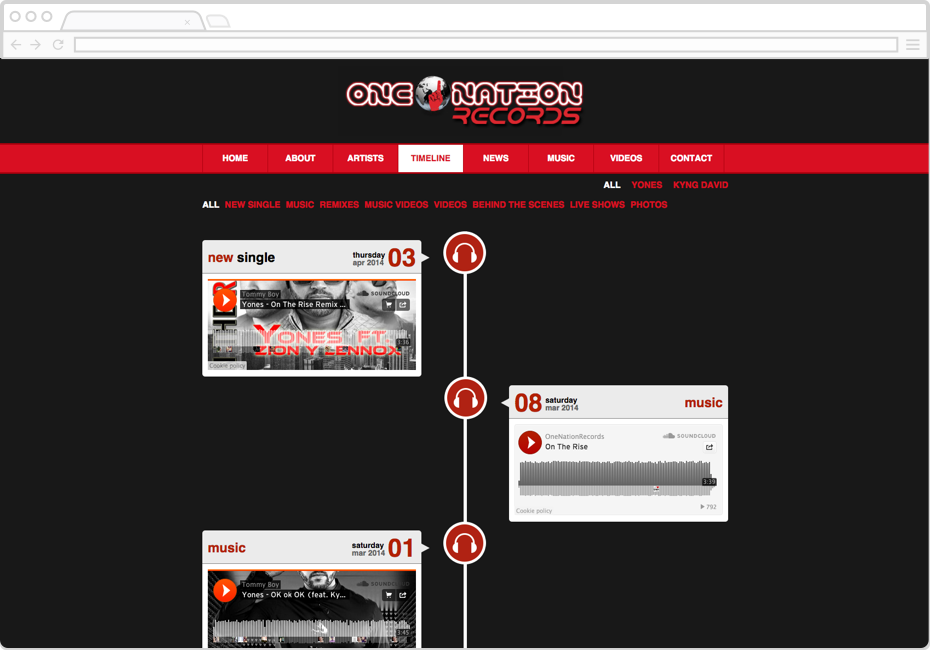 ONE NATION
RECORDS
HOME ABOUT ARTISTS TIMELINE NEWS MUSIC VIDEOS CONTACT
ALL YONES KYNG DAVID
ALL NEW SINGLE MUSIC REMIXES MUSIC VIDEOS VIDEOS BEHIND THE SCENES LIVE SHOWS PHOTOS
new single
thursday
apr 2014
03
Tommy Boy
SOUNDCLOUD
Yones - On The Rise Remix ...
YONES FT.
ZION Y LENNOX
3:36
Cookie policy
08
saturday
mar 2014
music
OneNationRecords
SOUNDCLOUD
On The Rise
3:39
Cookie policy
792
music
saturday
mar 2014
01
Tommy Boy
SOUNDCLOUD
Yones - OK ok OK (feat. Ky...
3:45